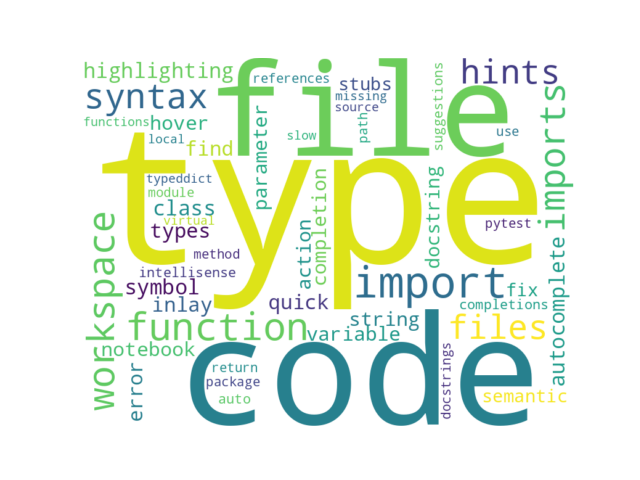 highlighting
references
stubs
hints
syntax
file
missing
source
suggestions
path
functions
hover
parameter
slow
use
imports
local
find
type
typeddict
module
class
virtual
types
completion
docstring
pytest
workspace
method
action
intellisense
symbol
import
fix
autocomplete
inlay
quick
completions
function
string
files
variable
notebook
code
error
return
package
auto
docstrings
semantic